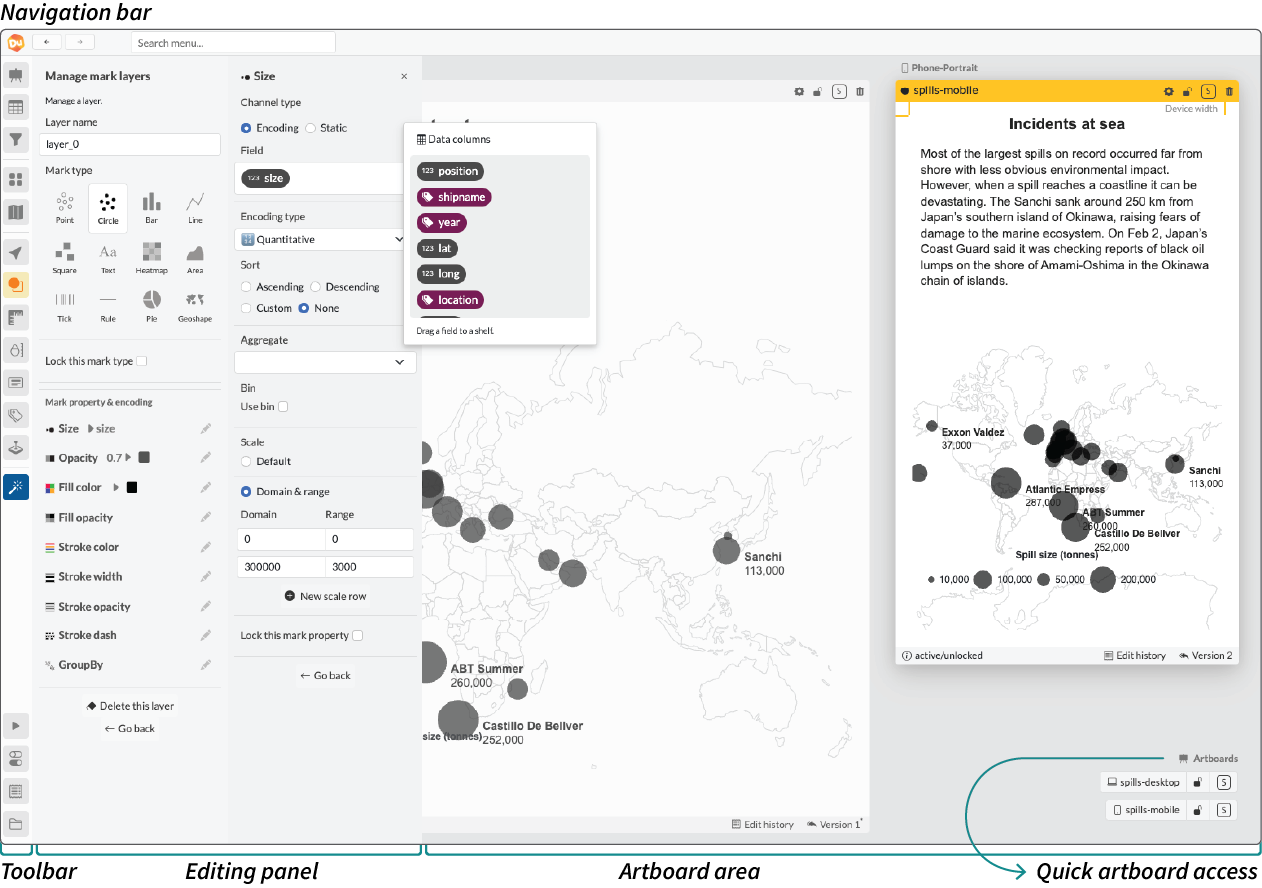 Navigation bar
Du
Search menu...
Manage mark layers
Manage a layer.
Layer name
layer_0
Mark type
Point
Circle
Bar
Line
Square
Text
Aa
Heatmap
Area
Tick
Rule
Pie
Geoshape
Lock this mark type
Mark property & encoding
Size size
Opacity 0.7
Fill color
Fill opacity
Stroke color
Stroke width
Stroke opacity
Stroke dash
GroupBy
Delete this layer
← Go back
Size ×
Channel type
Encoding Static
Field
123 size
Encoding type
Quantitative
Sort
Ascending Descending
Custom None
Aggregate
Bin
Use bin
Scale
Default
Domain & range
Domain Range
0 0
300000 3000
New scale row
Lock this mark property
← Go back
Data columns
123 position
shipname
year
123 lat
123 long
location
Drag a field to a shelf.
S
Sanchi
113,000
ABT Summer
260,000
Castillo De Bellver
252,000
size (tonnes)
Edit history Version 1*
Phone-Portrait
spills-mobile S
Device width
Incidents at sea
Most of the largest spills on record occurred far from
shore with less obvious environmental impact.
However, when a spill reaches a coastline it can be
devastating. The Sanchi sank around 250 km from
Japan's southern island of Okinawa, raising fears of
damage to the marine ecosystem. On Feb 2, Japan's
Coast Guard said it was checking reports of black oil
lumps on the shore of Amami-Oshima in the Okinawa
chain of islands.
Exxon Valdez
37,000
Sanchi
113,000
Atlantic Empress
287,000
ABT Summer
260,000
Castillo De Bellver
252,000
Spill size (tonnes)
10,000 100,000 50,000 200,000
active/unlocked Edit history Version 2
Artboards
spills-desktop S
spills-mobile S
Toolbar Editing panel Artboard area Quick artboard access